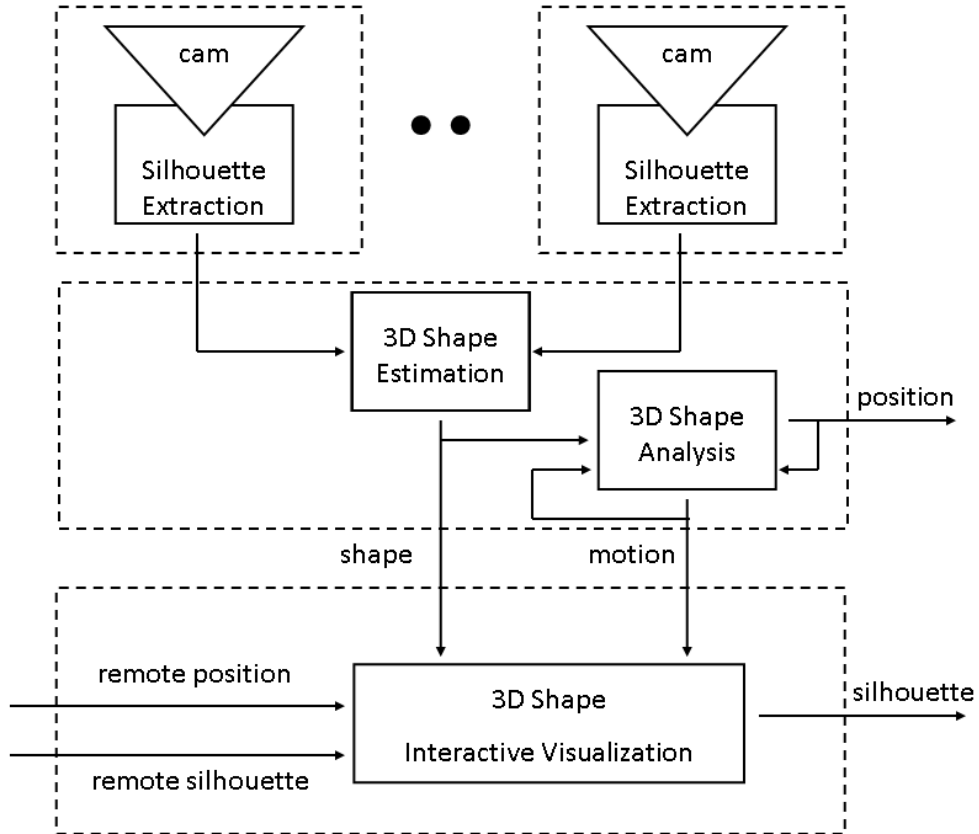 cam
Silhouette
Extraction
cam
Silhouette
Extraction
3D Shape
Estimation
3D Shape
Analysis
position
shape
motion
remote position
remote silhouette
3D Shape
Interactive Visualization
silhouette